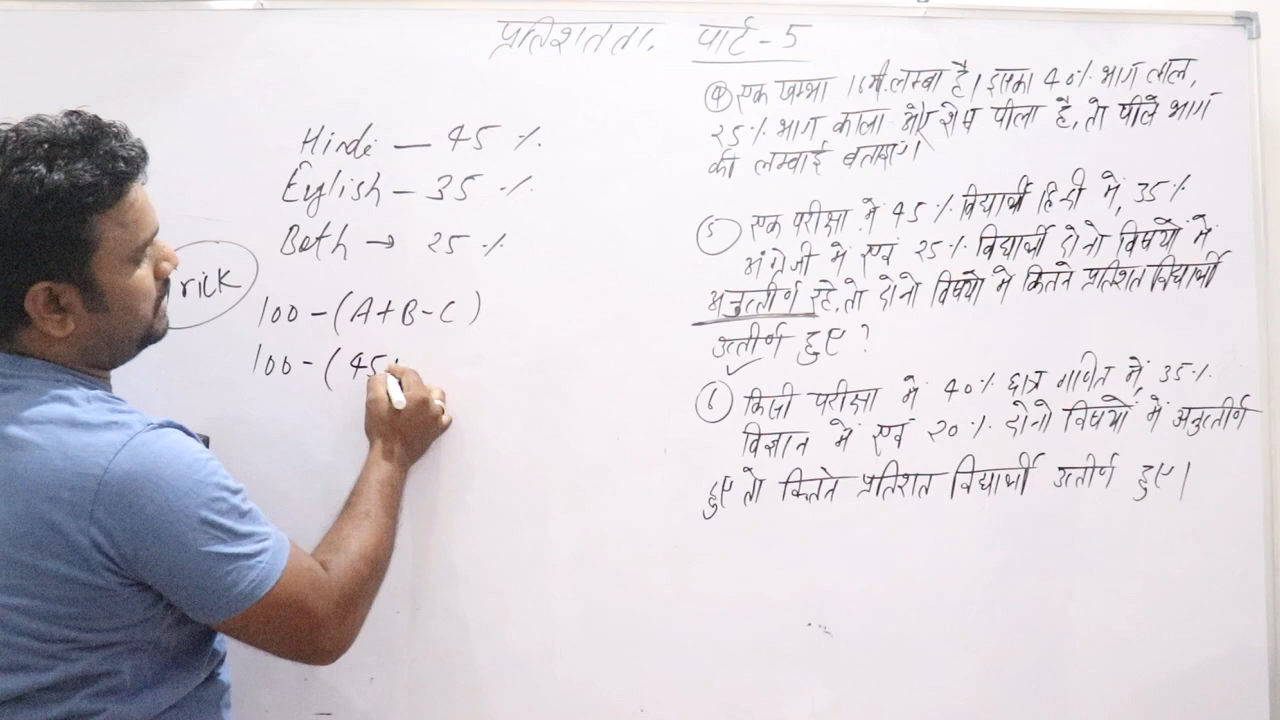 प्रतिशतता, पार्ट - 5
Hindi — 45 %
English — 35 %
Both → 25 %
rick
100 - (A+B-C)
100 - ( 45
④ एक खम्भा 16 मी. लम्बा है। इसका 40% भाग लाल,
25% भाग काला और शेष पीला है, तो पीले भाग
की लम्बाई बताएं।
⑤ एक परीक्षा में 45% विद्यार्थी हिंदी में, 35%
अंग्रेजी में एवं 25% विद्यार्थी दोनो विषयों में
अनुत्तीर्ण रहे, तो दोनो विषयो मे कितने प्रतिशत विद्यार्थी
उत्तीर्ण हुए ?
⑥ किसी परीक्षा में 40% छात्र गणित में, 35%
विज्ञान में एवं 20% दोनो विषयों में अनुत्तीर्ण
हुए तो कितने प्रतिशत विद्यार्थी उत्तीर्ण हुए।